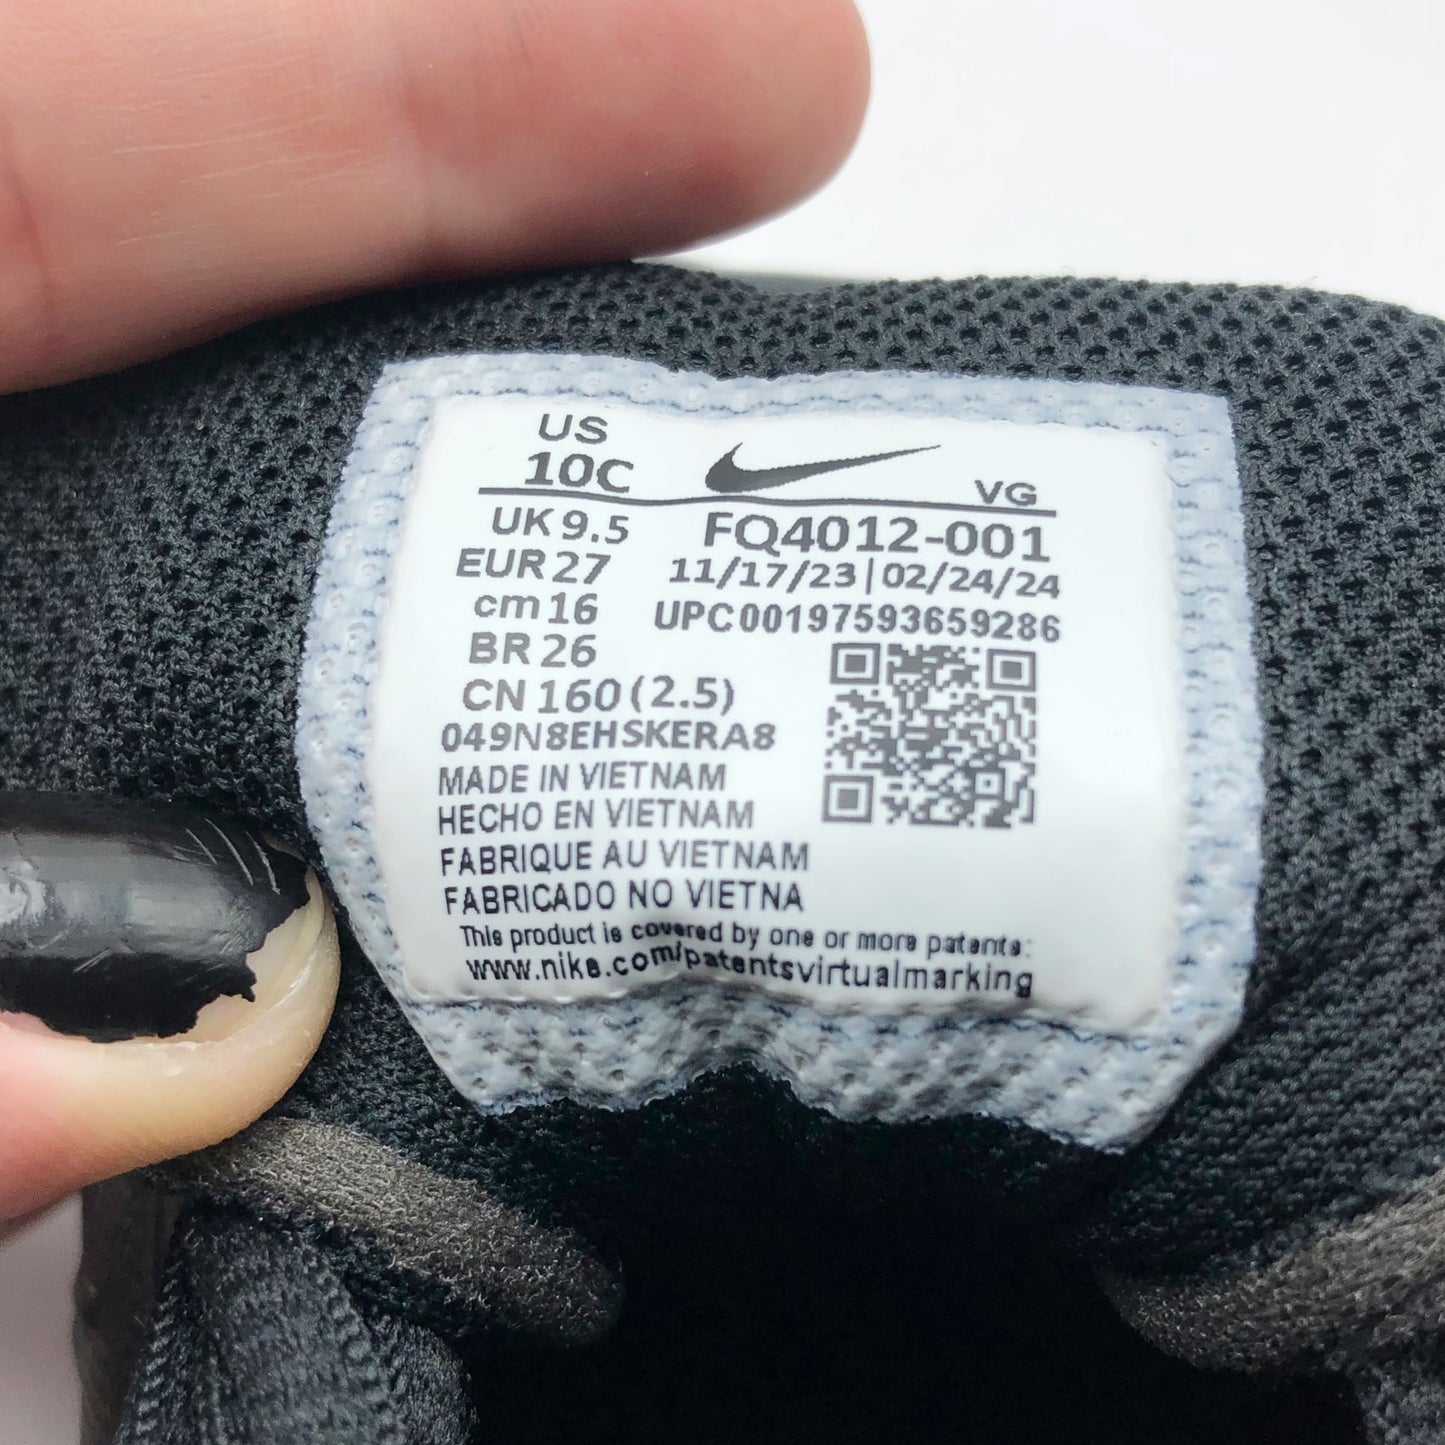 US
10C
VG
UK 9.5
FQ4012-001
EUR 27
11/17/23|02/24/24
cm 16
UPC00197593659286
BR 26
CN 160 (2.5)
049N8EHSKERA8
MADE IN VIETNAM
HECHO EN VIETNAM
FABRIQUE AU VIETNAM
FABRICADO NO VIETNA
This product is covered by one or more patents:
www.nike.com/patentsvirtualmarking